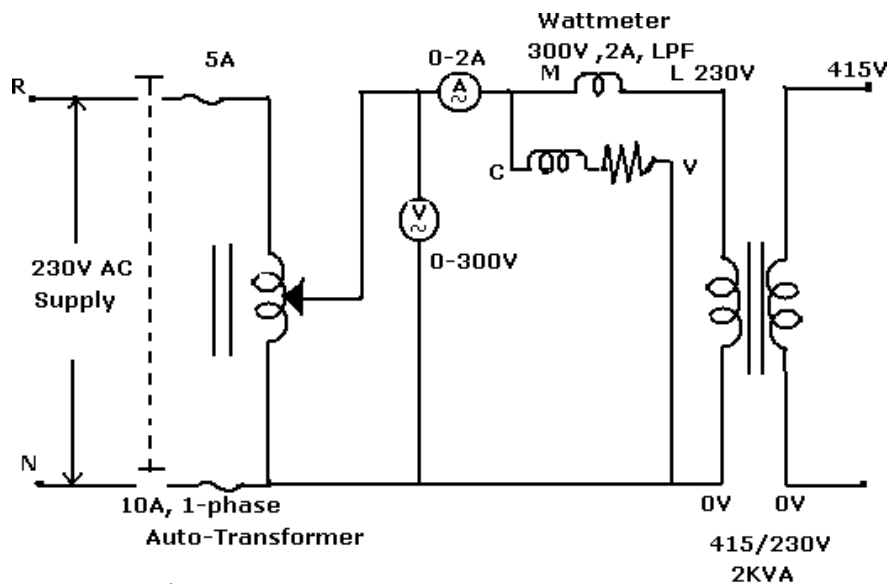 Wattmeter
300V ,2A, LPF
5A
0-2A
M
L 230V
415V
R
A
C
V
V
0-300V
230V AC
Supply
N
10A, 1-phase
Auto-Transformer
0V
0V
415/230V
2KVA